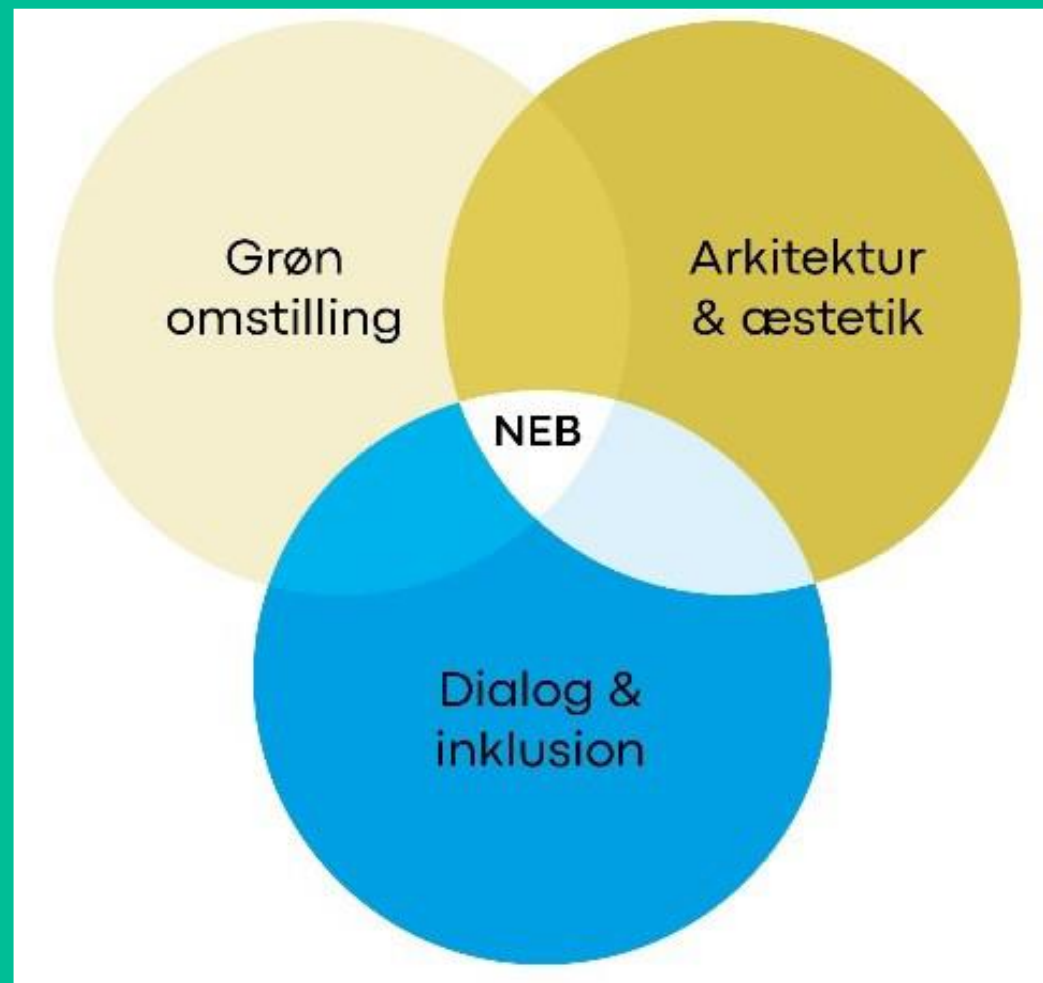 Grøn
omstilling
Arkitektur
& æstetik
NEB
Dialog &
inklusion